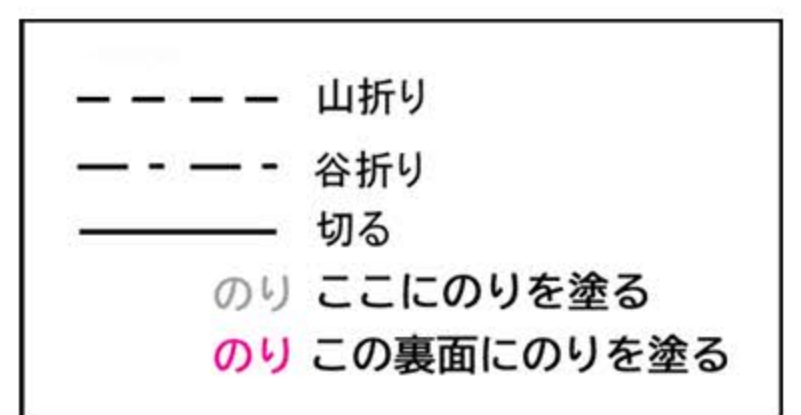 山折り
谷折り
切る
のり ここにのりを塗る
のり この裏面にのりを塗る